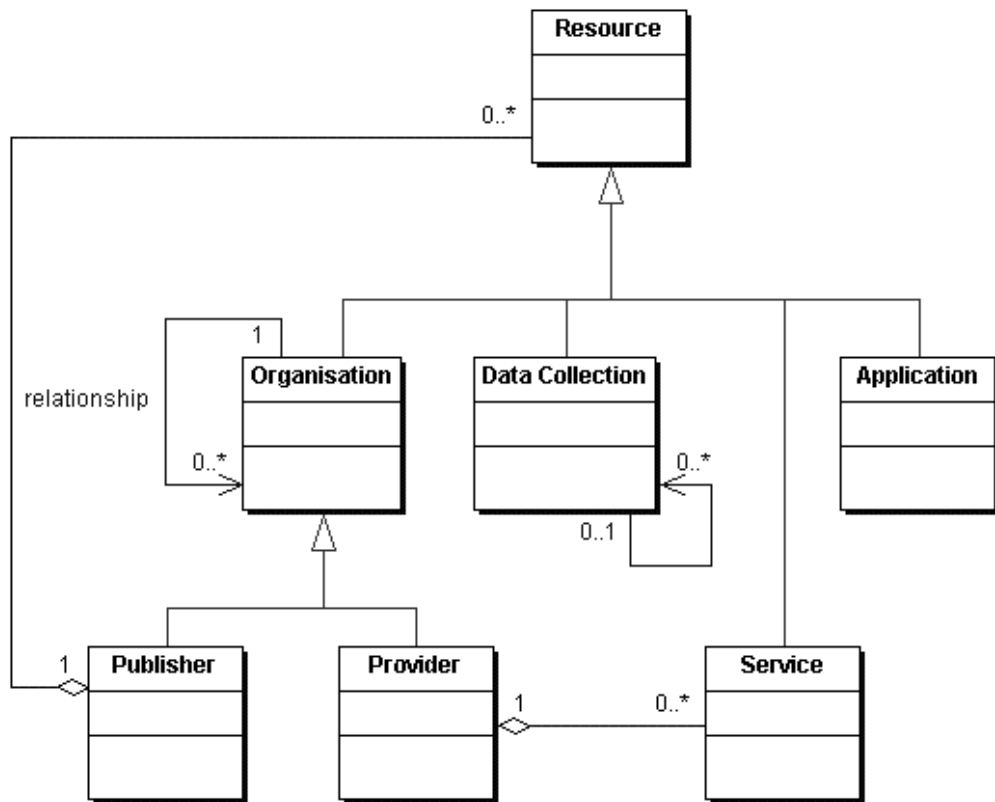 Resource
0..*
1
Organisation
Data Collection
Application
relationship
0..*
0..*
0..1
1
Publisher
Provider
Service
1
0..*